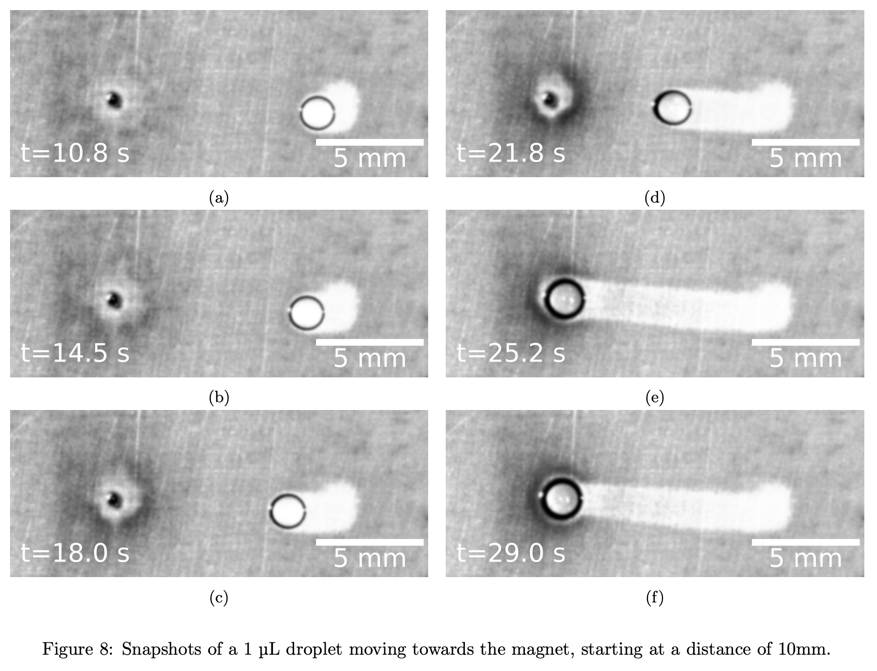 t=10.8 s
5 mm
(a)
t=21.8 s
5 mm
(d)
t=14.5 s
5 mm
(b)
t=25.2 s
5 mm
(e)
t=18.0 s
5 mm
(c)
t=29.0 s
5 mm
(f)
Figure 8: Snapshots of a 1 µL droplet moving towards the magnet, starting at a distance of 10mm.